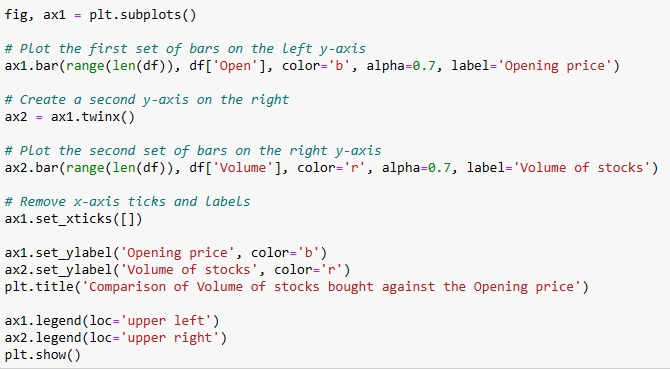 fig, ax1 = plt.subplots()
# Plot the first set of bars on the left y-axis
ax1.bar(range(len(df)), df['Open'], color='b', alpha=0.7, label='Opening price')
# Create a second y-axis on the right
ax2 = ax1.twinx()
# Plot the second set of bars on the right y-axis
ax2.bar(range(len(df)), df['Volume'], color='r', alpha=0.7, label='Volume of stocks')
# Remove x-axis ticks and labels
ax1.set_xticks([])
ax1.set_ylabel('Opening price', color='b')
ax2.set_ylabel('Volume of stocks', color='r')
plt.title('Comparison of Volume of stocks bought against the Opening price')
ax1.legend(loc='upper left')
ax2.legend(loc='upper right')
plt.show()